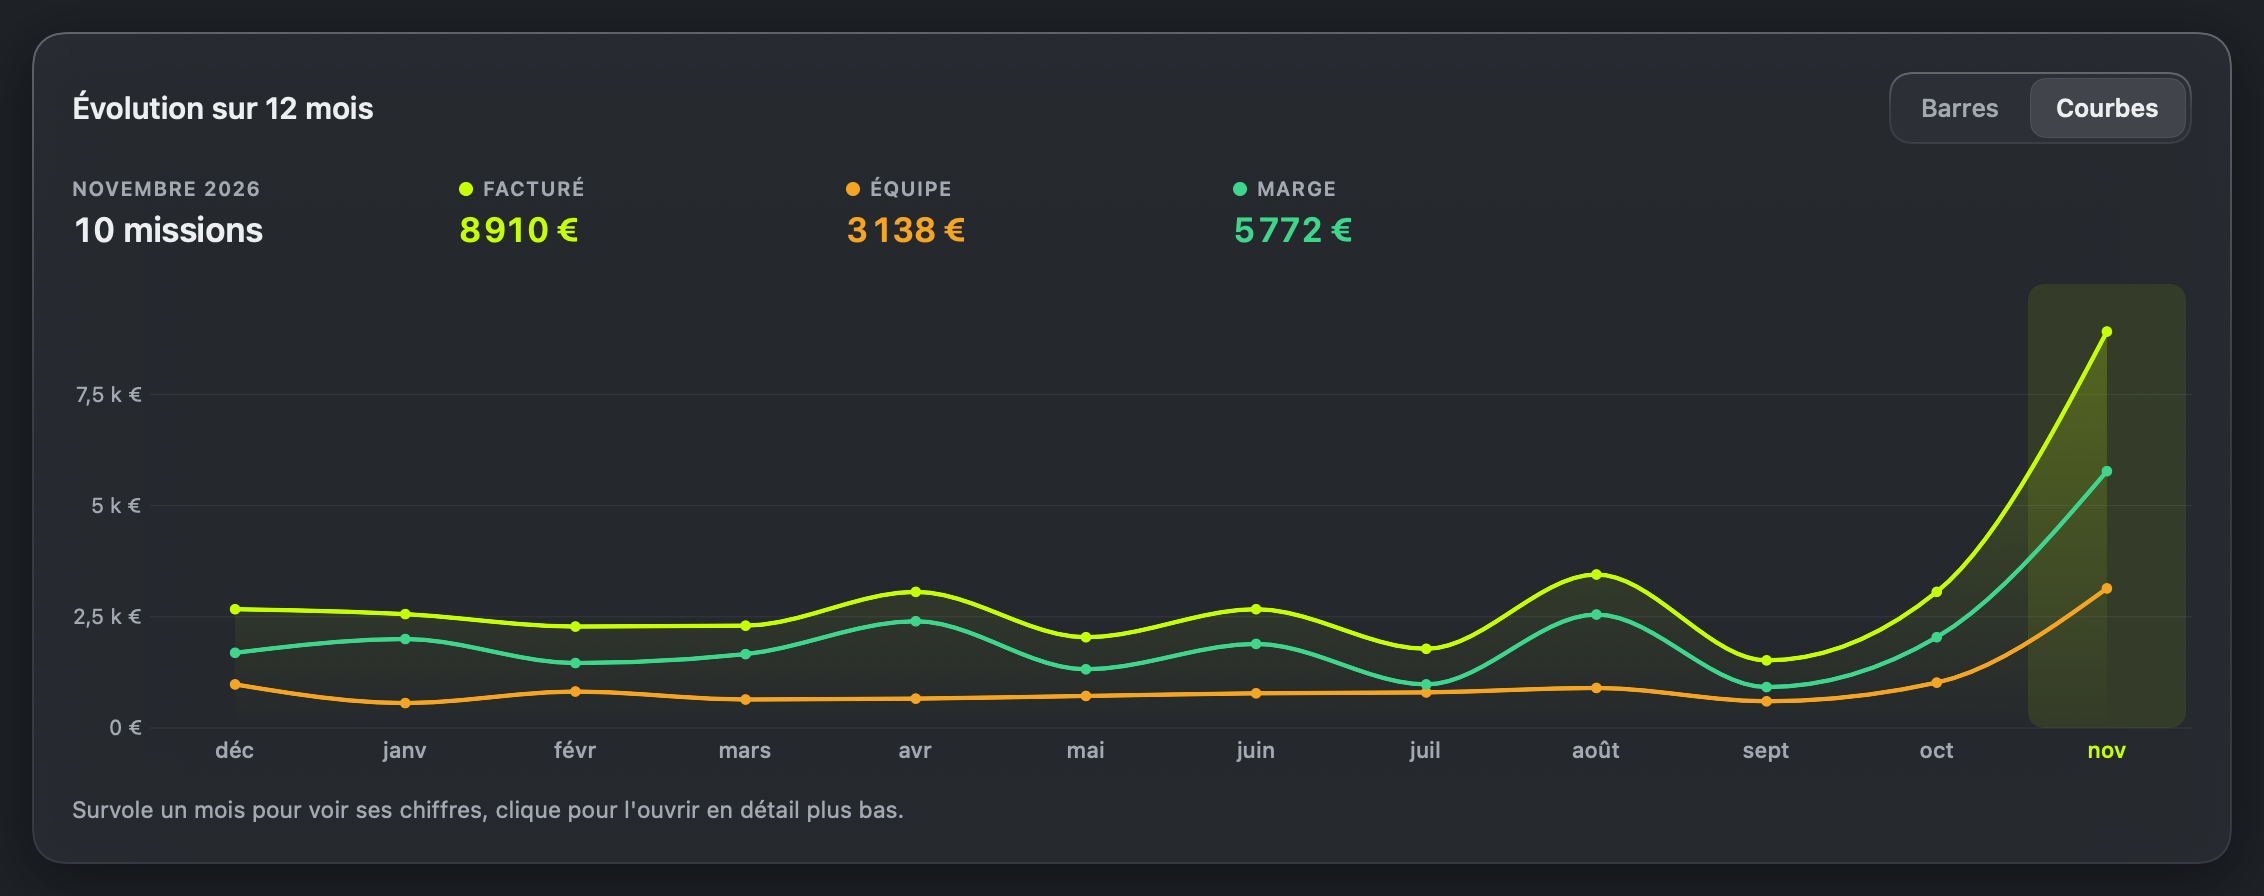 Évolution sur 12 mois
Barres
Courbes
NOVEMBRE 2026
10 missions
FACTURÉ
8 910 €
ÉQUIPE
3 138 €
MARGE
5 772 €
7,5 k €
5 k €
2,5 k €
0 €
déc janv févr mars avr mai juin juil août sept oct nov
Survole un mois pour voir ses chiffres, clique pour l'ouvrir en détail plus bas.